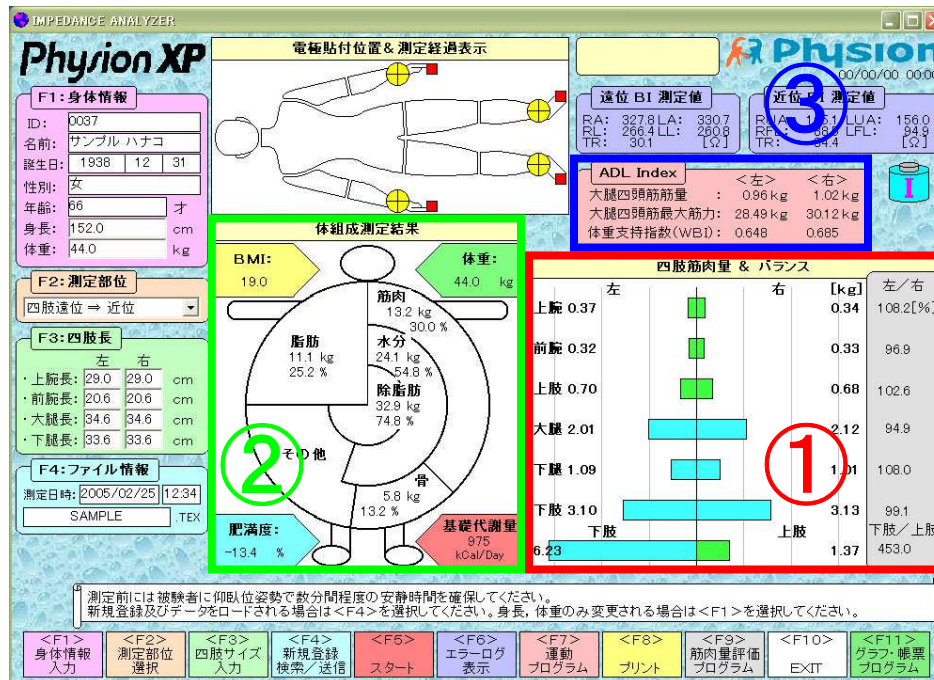 IMPEDANCE ANALYZER
Physion XP
電極貼付位置&測定経過表示
Physion
00/00/00 00:00
F1:身体情報
ID: 0037
名前: サンプル ハナコ
誕生日: 1938 12 31
性別: 女
年齢: 66 才
身長: 152.0 cm
体重: 44.0 kg
F2:測定部位
四肢遠位 ⇒ 近位
F3:四肢長
左 右
・上腕長: 29.0 29.0 cm
・前腕長: 20.6 20.6 cm
・大腿長: 34.6 34.6 cm
・下腿長: 33.6 33.6 cm
F4:ファイル情報
測定日時: 2005/02/25 12:34
SAMPLE .TEX
遠位 BI 測定値
RA: 327.8 LA: 330.7
RL: 266.4 LL: 260.8
TR: 30.1 [Ω]
近位 BI 測定値
③
LUA: 156.0
LFL: 94.9
TR: [Ω]
ADL Index
<左> <右>
大腿四頭筋筋量 : 0.96 kg 1.02 kg
大腿四頭筋最大筋力: 28.49 kg 30.12 kg
体重支持指数(WBI): 0.648 0.685
I
体組成測定結果
BMI: 19.0
体重: 44.0 kg
筋肉
13.2 kg
30.0 %
脂肪
11.1 kg
25.2 %
水分
24.1 kg
54.8 %
除脂肪
32.9 kg
74.8 %
その他
②
骨
5.8 kg
13.2 %
肥満度:
-13.4 %
基礎代謝量
975
kCal/Day
四肢筋肉量 & バランス
左 右 [kg] 左/右
上腕 0.37 0.34 108.2[%]
前腕 0.32 0.33 96.9
上肢 0.70 0.68 102.6
大腿 2.01 2.12 94.9
下腿 1.09 1.01 108.0
①
下肢 3.10 3.13 99.1
下肢 上肢 下肢/上肢
6.23 1.37 453.0
測定前には被験者に仰臥位姿勢で数分間程度の安静時間を確保してください。
新規登録及びデータをロードされる場合は<F4>を選択してください。身長,体重のみ変更される場合は<F1>を選択してください。
<F1> 身体情報 入力
<F2> 測定部位 選択
<F3> 四肢サイズ 入力
<F4> 新規登録 検索/送信
<F5> スタート
<F6> エラーログ 表示
<F7> 運動 プログラム
<F8> プリント
<F9> 筋肉量評価 プログラム
<F10> EXIT
<F11> グラフ・帳票 プログラム